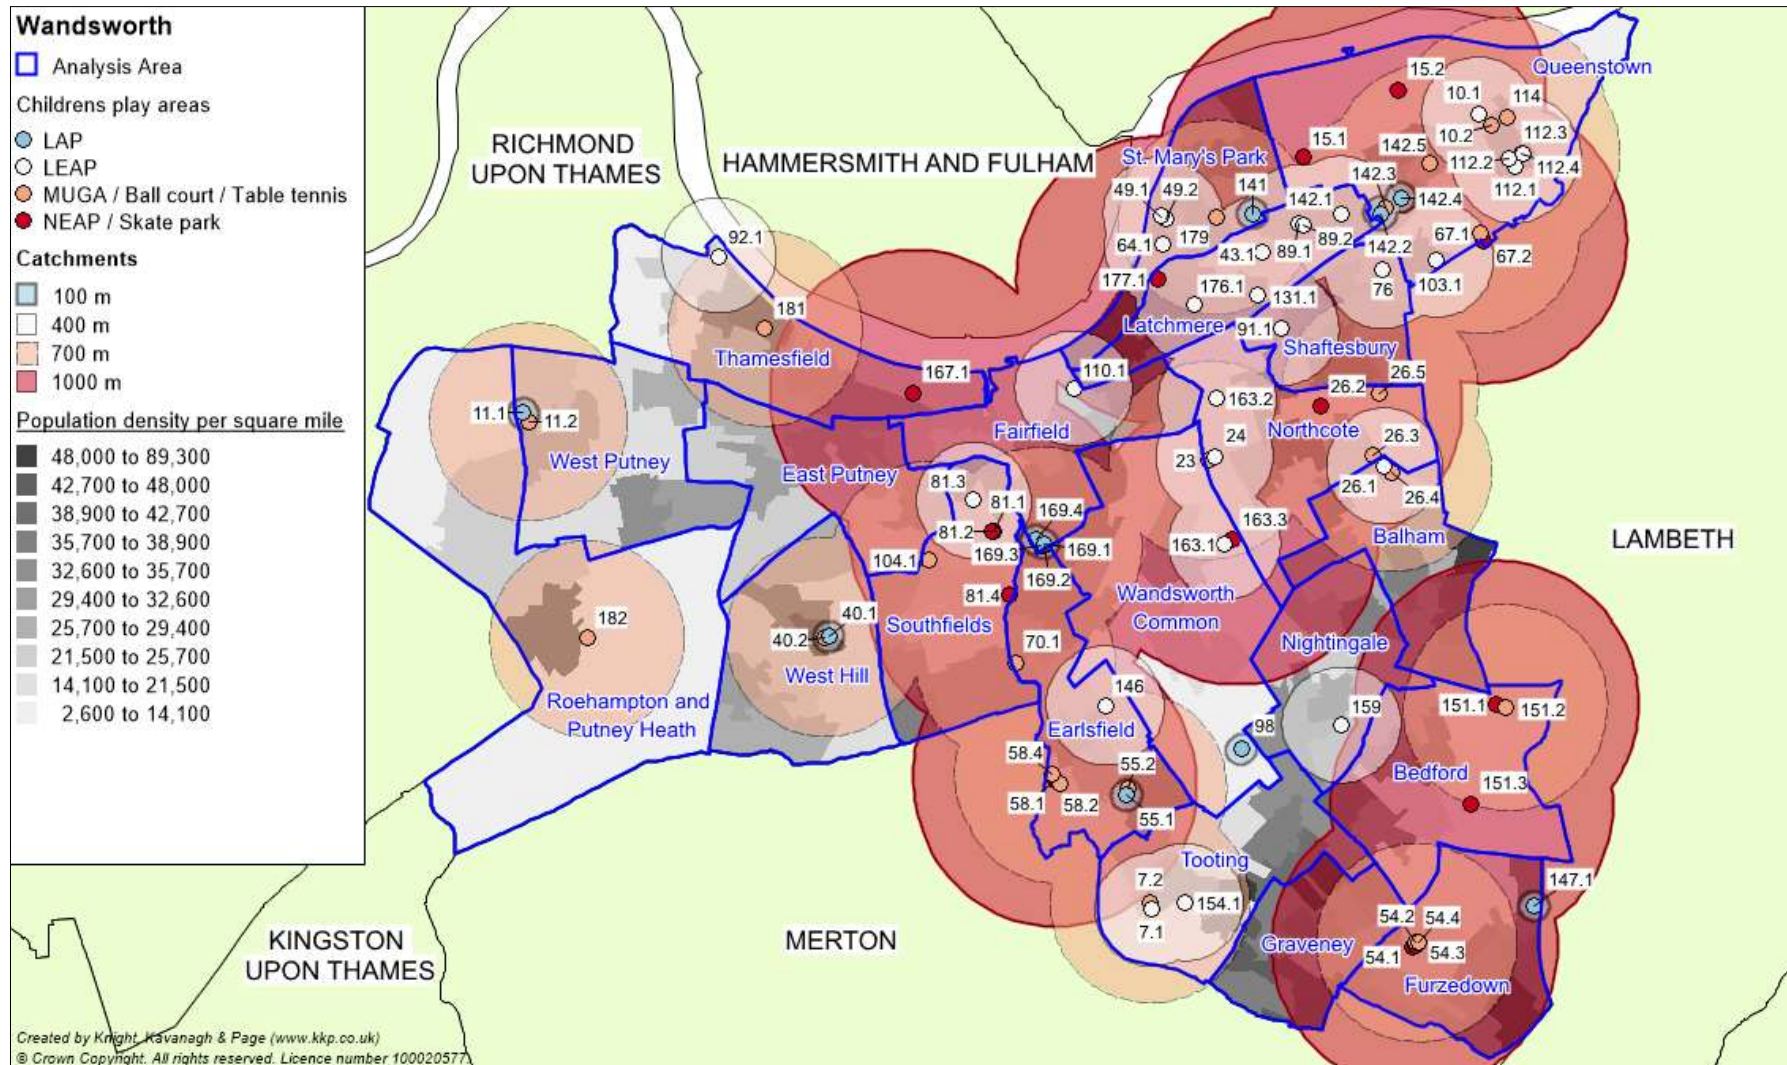 Wandsworth
Analysis Area
Childrens play areas
LAP
LEAP
MUGA / Ball court / Table tennis
NEAP / Skate park
Catchments
100 m
400 m
700 m
1000 m
Population density per square mile
48,000 to 89,300
42,700 to 48,000
38,900 to 42,700
35,700 to 38,900
32,600 to 35,700
29,400 to 32,600
25,700 to 29,400
21,500 to 25,700
14,100 to 21,500
2,600 to 14,100
RICHMOND
UPON THAMES
HAMMERSMITH AND FULHAM
Queenstown
15.2
10.1
114
10.2
112.3
15.1
142.5
112.2
112.4
112.1
St. Mary's Park
49.1
49.2
141
142.1
142.3
142.4
179
64.1
43.1
89.1
89.2
142.2
67.1
67.2
92.1
177.1
176.1
131.1
76
103.1
181
Latchmere
91.1
Shaftesbury
Thamesfield
167.1
110.1
26.2
26.5
163.2
11.1
11.2
Fairfield
24
Northcote
26.3
West Putney
East Putney
23
26.1
26.4
81.3
81.1
169.4
163.3
Balham
LAMBETH
81.2
169.3
169.1
163.1
104.1
169.2
81.4
Wandsworth
Common
182
40.1
40.2
Southfields
70.1
Nightingale
West Hill
Roehampton and
Putney Heath
146
159
151.1
151.2
Earlsfield
98
58.4
55.2
Bedford
151.3
58.1
58.2
55.1
Tooting
7.2
154.1
147.1
7.1
54.2
54.4
54.1
54.3
Graveney
Furzedown
KINGSTON
UPON THAMES
MERTON
Created by Knight, Kavanagh & Page (www.kkp.co.uk)
© Crown Copyright. All rights reserved. Licence number 100020577.